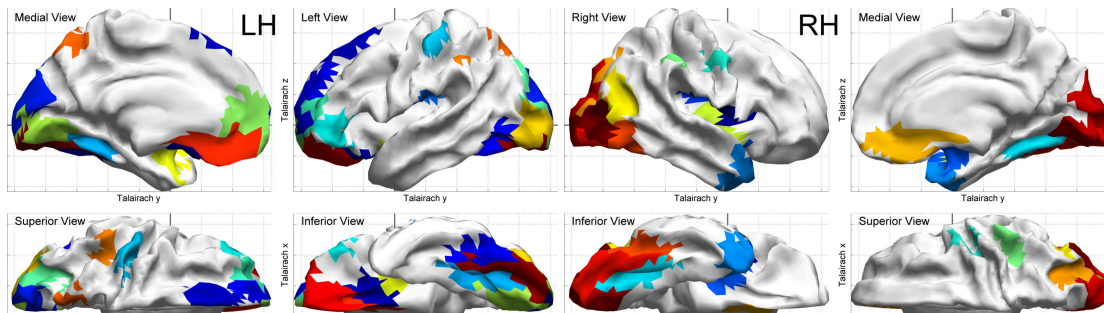 Medial View
LH
Left View
Right View
RH
Medial View
Talairach z
Talairach z
Talairach y
Talairach y
Talairach y
Talairach y
Superior View
Inferior View
Inferior View
Superior View
Talairach x
Talairach x